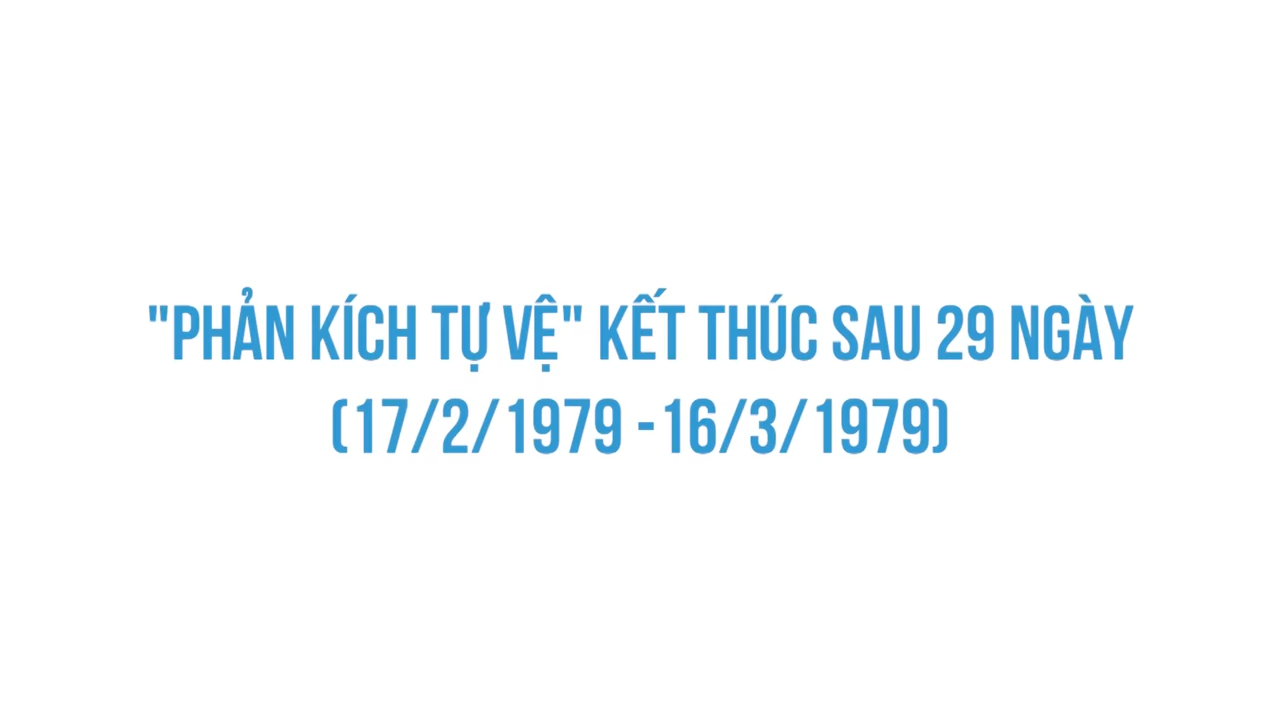 "PHẢN KÍCH TỰ VỆ" KẾT THÚC SAU 29 NGÀY
(17/2/1979 -16/3/1979)